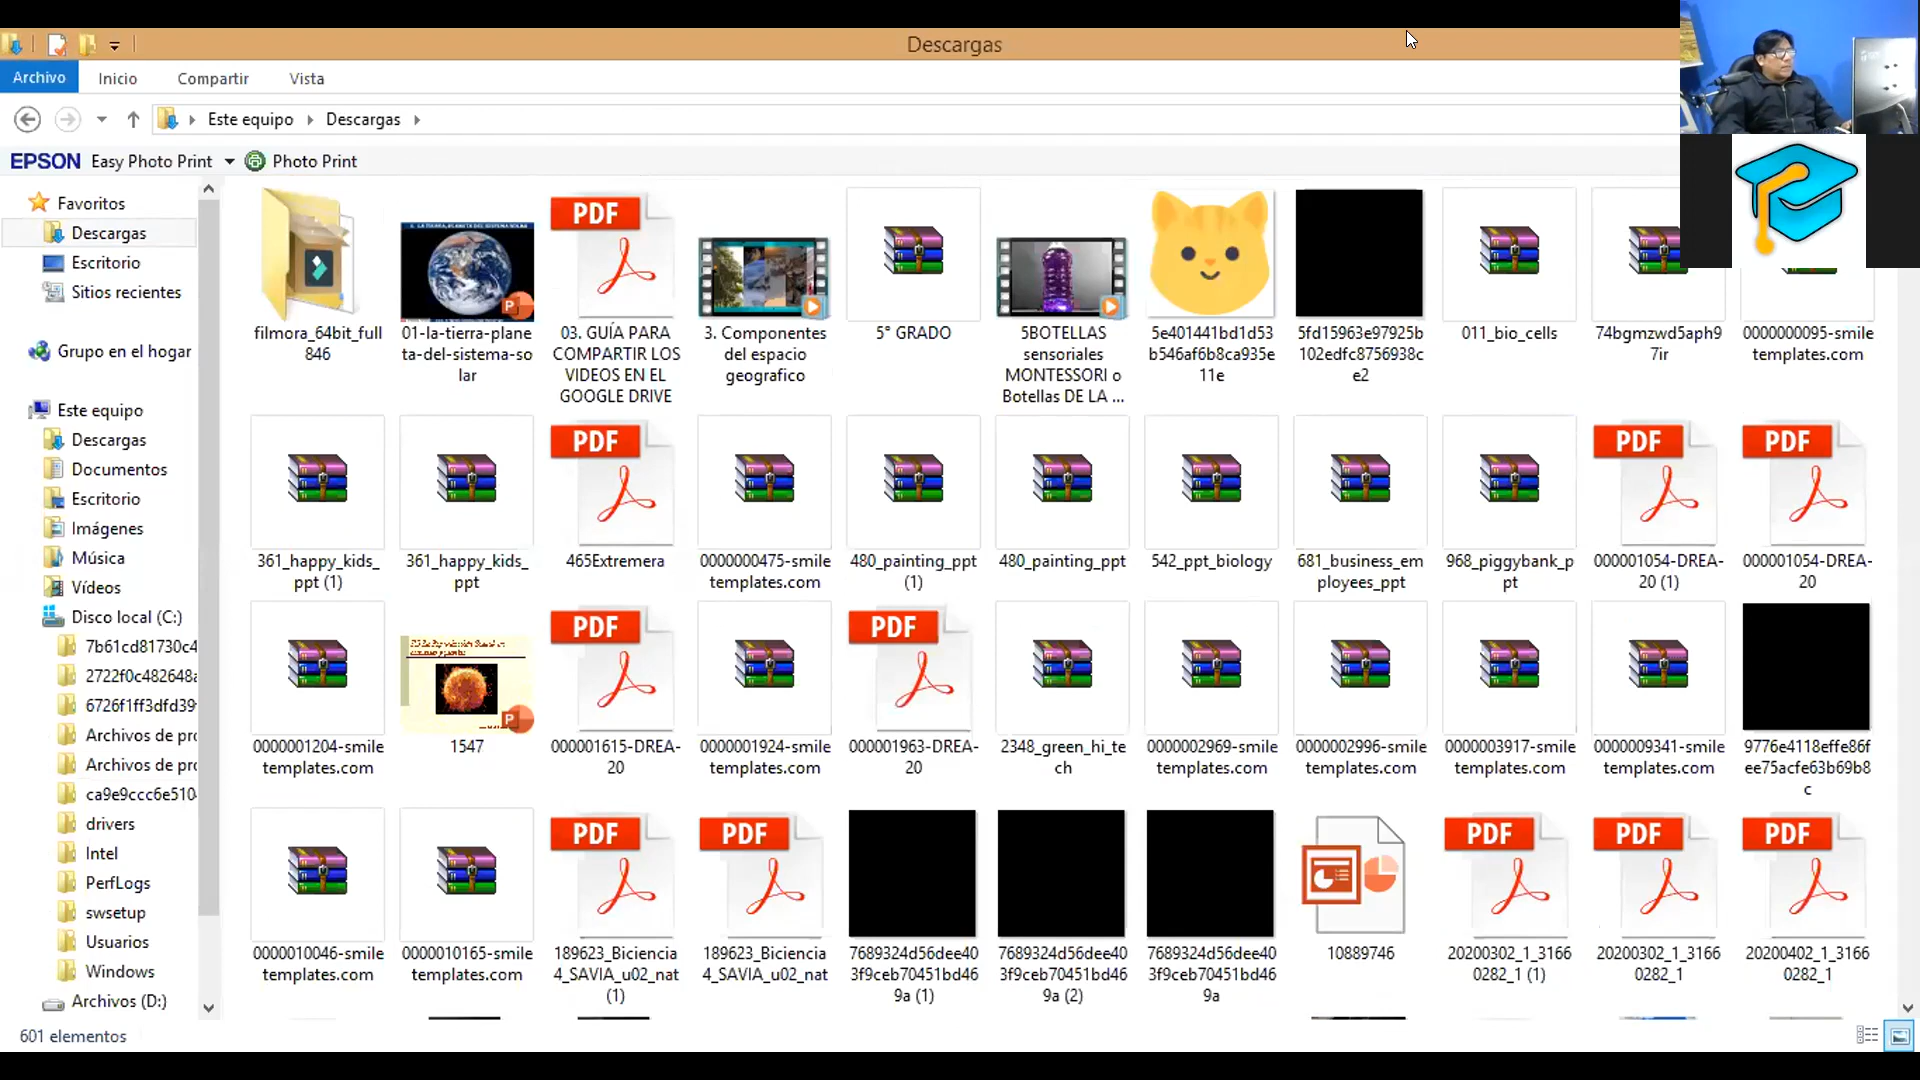 Descargas
Archivo
Inicio
Compartir
Vista
Este equipo
Descargas
EPSON
Easy Photo Print
Photo Print
Favoritos
Descargas
Escritorio
Sitios recientes
Grupo en el hogar
Este equipo
Descargas
Documentos
Escritorio
Imágenes
Música
Vídeos
Disco local (C:)
7b61cd81730c4
2722f0c482648a
6726f1ff3dfd39
Archivos de pro
Archivos de pro
ca9e9ccc6e510
drivers
Intel
PerfLogs
swsetup
Usuarios
Windows
Archivos (D:)
filmora_64bit_full
846
01-la-tierra-plane
ta-del-sistema-so
lar
PDF
03. GUÍA PARA
COMPARTIR LOS
VIDEOS EN EL
GOOGLE DRIVE
3. Componentes
del espacio
geografico
5° GRADO
5BOTELLAS
sensoriales
MONTESSORI o
Botellas DE LA ...
5e401441bd1d53
b546af6b8ca935e
11e
5fd15963e97925b
102edfc8756938c
e2
011_bio_cells
74bgmzwd5aph9
7ir
0000000095-smile
templates.com
361_happy_kids_
ppt (1)
361_happy_kids_
ppt
PDF
465Extremera
0000000475-smile
templates.com
480_painting_ppt
(1)
480_painting_ppt
542_ppt_biology
681_business_em
ployees_ppt
968_piggybank_p
pt
PDF
000001054-DREA-
20 (1)
PDF
000001054-DREA-
20
0000001204-smile
templates.com
1547
PDF
000001615-DREA-
20
0000001924-smile
templates.com
PDF
000001963-DREA-
20
2348_green_hi_te
ch
0000002969-smile
templates.com
0000002996-smile
templates.com
0000003917-smile
templates.com
0000009341-smile
templates.com
9776e4118effe86f
ee75acfe63b69b8
c
0000010046-smile
templates.com
0000010165-smile
templates.com
PDF
189623_Biciencia
4_SAVIA_u02_nat
(1)
PDF
189623_Biciencia
4_SAVIA_u02_nat
7689324d56dee40
3f9ceb70451bd46
9a (1)
7689324d56dee40
3f9ceb70451bd46
9a (2)
7689324d56dee40
3f9ceb70451bd46
9a
10889746
PDF
20200302_1_3166
0282_1 (1)
PDF
20200302_1_3166
0282_1
PDF
20200402_1_3166
0282_1
601 elementos